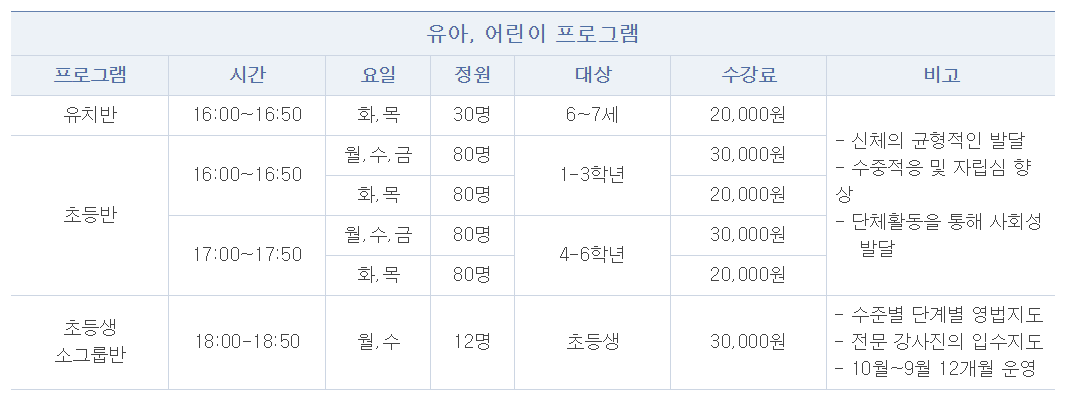 유아, 어린이 프로그램
프로그램 시간 요일 정원 대상 수강료 비고
유치반 16:00~16:50 화,목 30명 6~7세 20,000원
초등반 16:00~16:50 월,수,금 80명 1-3학년 30,000원
화,목 80명 20,000원
17:00~17:50 월,수,금 80명 4-6학년 30,000원
화,목 80명 20,000원
- 신체의 균형적인 발달
- 수중적응 및 자립심 향
상
- 단체활동을 통해 사회성
발달
초등생
소그룹반
18:00-18:50 월,수 12명 초등생 30,000원
- 수준별 단계별 영법지도
- 전문 강사진의 입수지도
- 10월~9월 12개월 운영